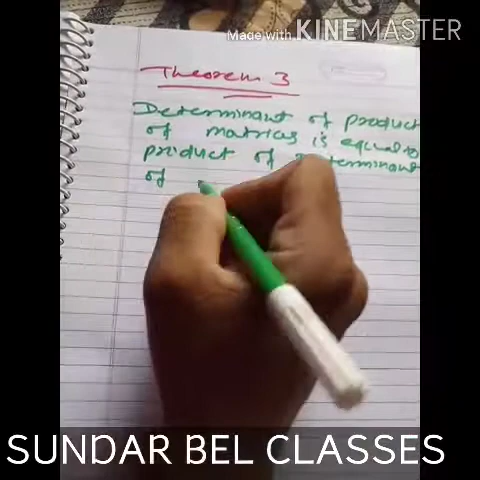 Made with KINEMASTER
Theorem 3
Determinant of product
of matrices is equal to
product of determinant
of
SUNDAR BEL CLASSES